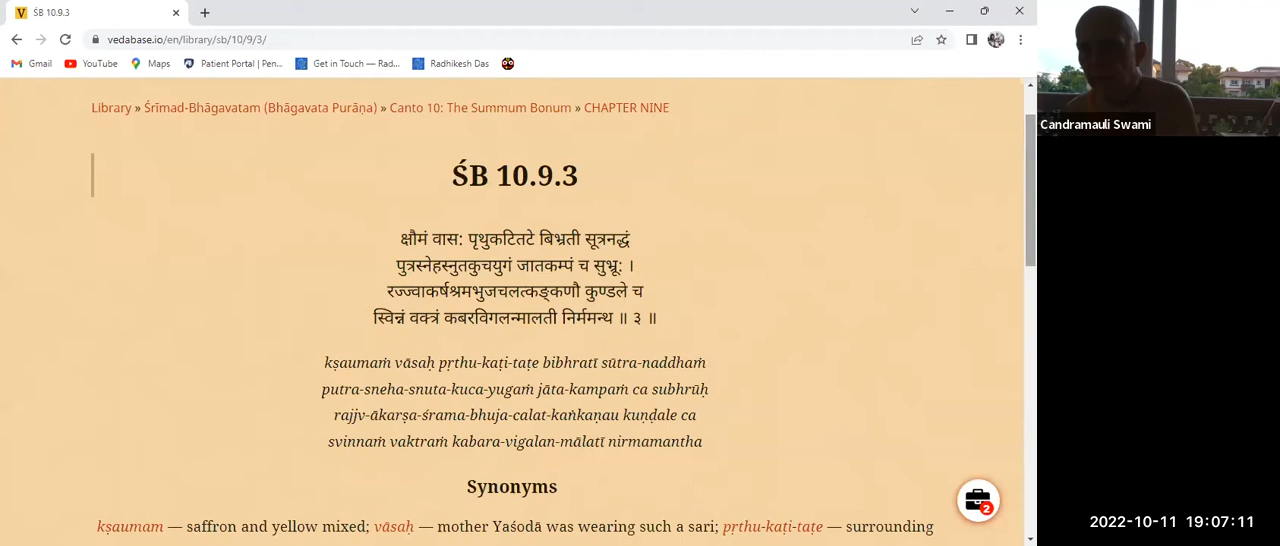 ŚB 10.9.3
vedabase.io/en/library/sb/10/9/3/
Gmail
YouTube
Maps
Patient Portal | Pen...
Get in Touch — Rad...
Radhikesh Das
Library » Śrīmad-Bhāgavatam (Bhāgavata Purāṇa) » Canto 10: The Summum Bonum » CHAPTER NINE
ŚB 10.9.3
क्षौमं वास: पृथुकटितटे बिभ्रती सूत्रनद्धं
पुत्रस्नेहस्नुतकुचयुगं जातकम्पं च सुभ्रू: ।
रज्ज्वाकर्षश्रमभुजचलत्कङ्कणौ कुण्डले च
स्विन्नं वक्त्रं कबरविगलन्मालती निर्ममन्थ ॥ ३ ॥
kṣaumaṁ vāsaḥ pṛthu-kaṭi-taṭe bibhratī sūtra-naddhaṁ
putra-sneha-snuta-kuca-yugaṁ jāta-kampaṁ ca subhrūḥ
rajjv-ākarṣa-śrama-bhuja-calat-kaṅkaṇau kuṇḍale ca
svinnaṁ vaktraṁ kabara-vigalan-mālatī nirmamantha
Synonyms
kṣaumam — saffron and yellow mixed; vāsaḥ — mother Yaśodā was wearing such a sari; pṛthu-kaṭi-taṭe — surrounding
2
Candramauli Swami
2022-10-11 19:07:11